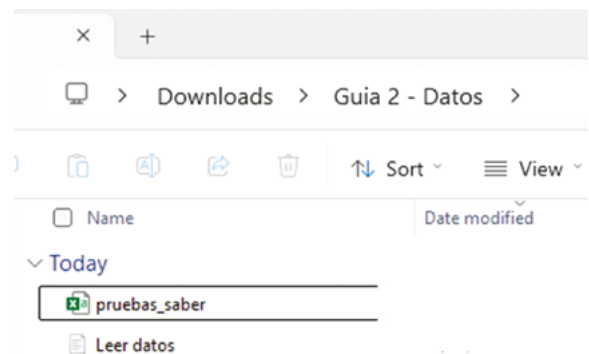 Downloads > Guia 2 - Datos >
Sort View
Name Date modified
Today
pruebas_saber
Leer datos